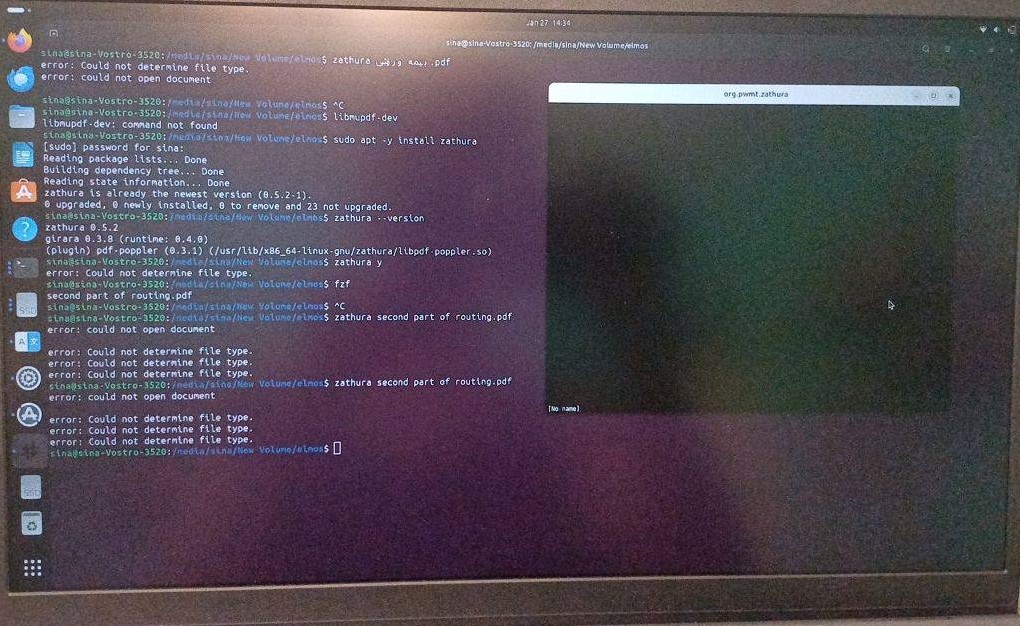 Jan 27 14:34
sina@sina-Vostro-3520: /media/sina/New Volume/elmos
sina@sina-Vostro-3520:/media/sina/New Volume/elmos$ zathura بیمه ورزشی.pdf
error: Could not determine file type.
error: could not open document
sina@sina-Vostro-3520:/media/sina/New Volume/elmos$ ^C
sina@sina-Vostro-3520:/media/sina/New Volume/elmos$ libmupdf-dev
libmupdf-dev: command not found
sina@sina-Vostro-3520:/media/sina/New Volume/elmos$ sudo apt -y install zathura
[sudo] password for sina:
Reading package lists... Done
Building dependency tree... Done
Reading state information... Done
zathura is already the newest version (0.5.2-1).
0 upgraded, 0 newly installed, 0 to remove and 23 not upgraded.
sina@sina-Vostro-3520:/media/sina/New Volume/elmos$ zathura --version
zathura 0.5.2
girara 0.3.8 (runtime: 0.4.0)
(plugin) pdf-poppler (0.3.1) (/usr/lib/x86_64-linux-gnu/zathura/libpdf-poppler.so)
sina@sina-Vostro-3520:/media/sina/New Volume/elmos$ zathura y
error: Could not determine file type.
sina@sina-Vostro-3520:/media/sina/New Volume/elmos$ fzf
second part of routing.pdf
sina@sina-Vostro-3520:/media/sina/New Volume/elmos$ ^C
sina@sina-Vostro-3520:/media/sina/New Volume/elmos$ zathura second part of routing.pdf
error: could not open document
error: Could not determine file type.
error: Could not determine file type.
error: Could not determine file type.
sina@sina-Vostro-3520:/media/sina/New Volume/elmos$ zathura second part of routing.pdf
error: could not open document
error: Could not determine file type.
error: Could not determine file type.
error: Could not determine file type.
sina@sina-Vostro-3520:/media/sina/New Volume/elmos$
org.pwmt.zathura
[No name]
SSD
A 文
SSD